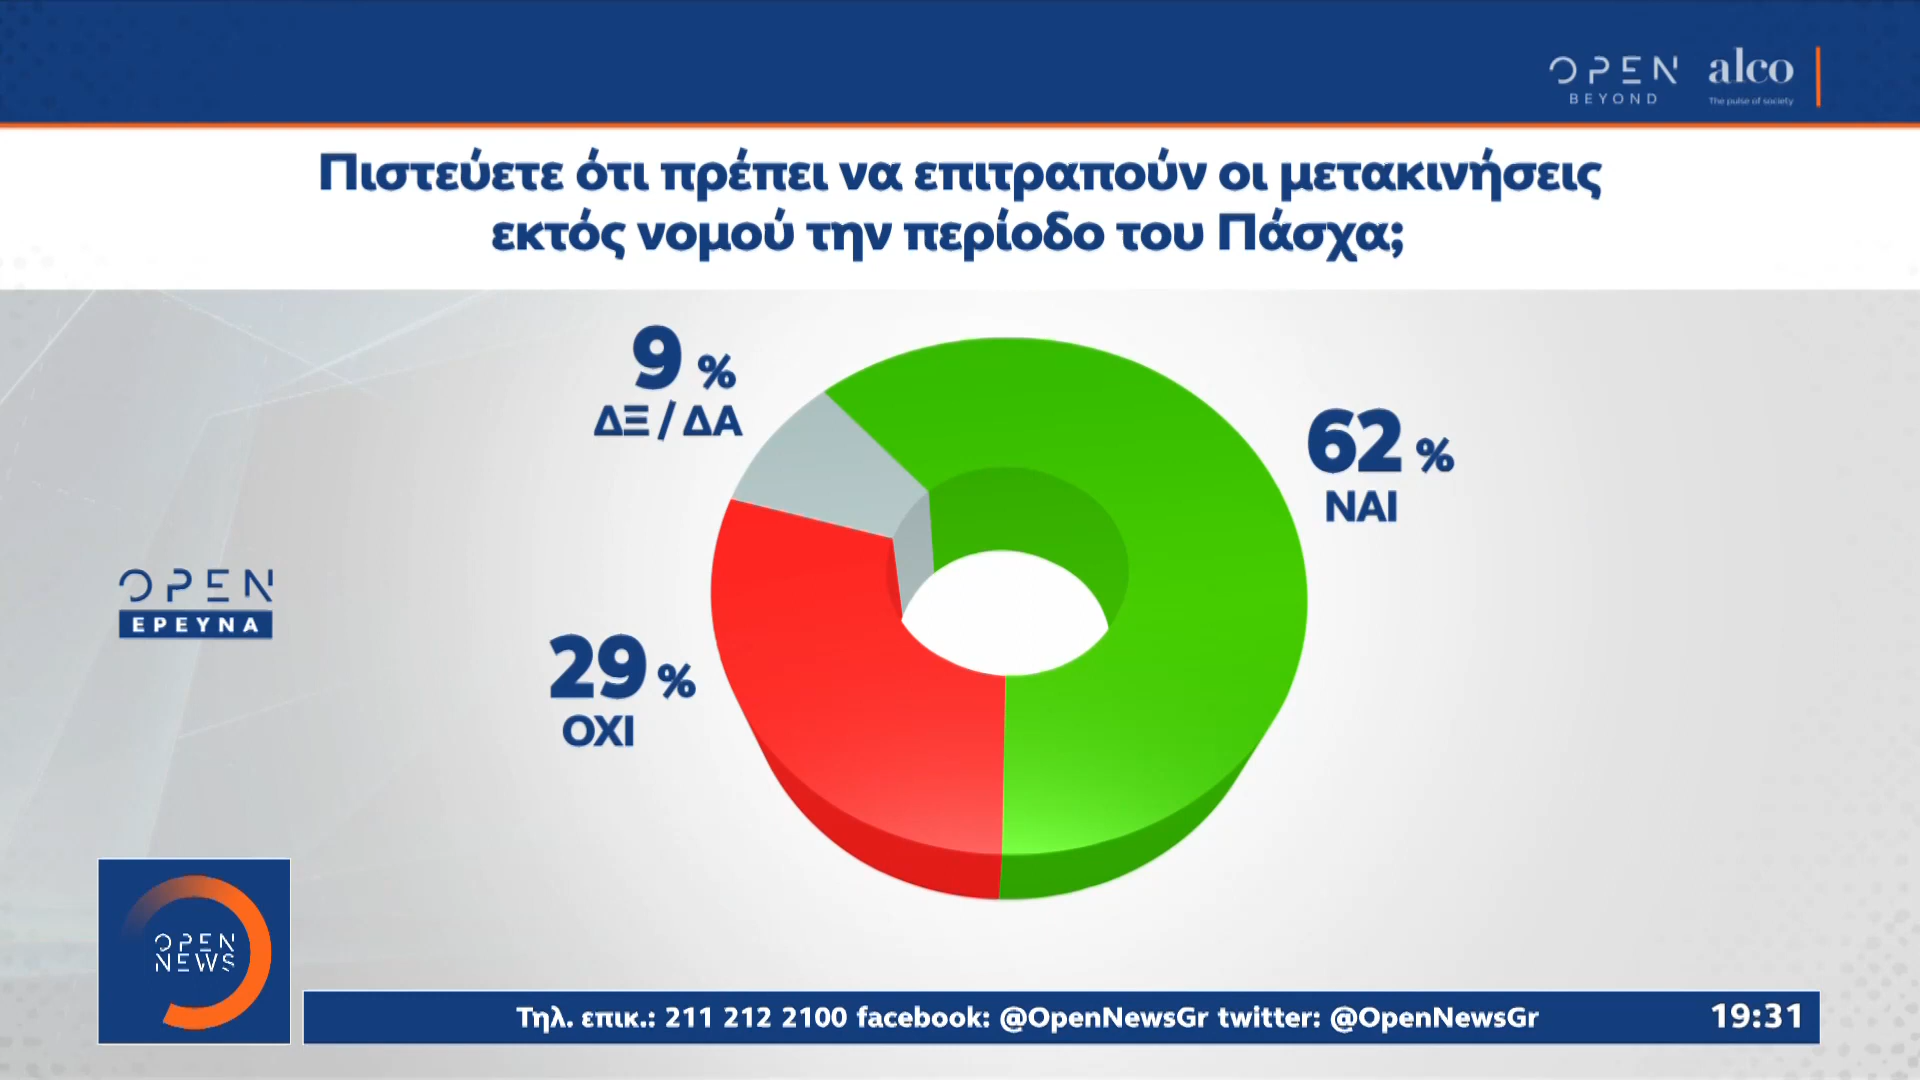 OPEN
BEYOND
alco
The pulse of society
Πιστεύετε ότι πρέπει να επιτραπούν οι μετακινήσεις
εκτός νομού την περίοδο του Πάσχα;
9 %
ΔΞ / ΔΑ
62 %
ΝΑΙ
OPEN
ΕΡΕΥΝΑ
29 %
ΟΧΙ
OPEN
NEWS
Τηλ. επικ.: 211 212 2100 facebook: @OpenNewsGr twitter: @OpenNewsGr
19:31